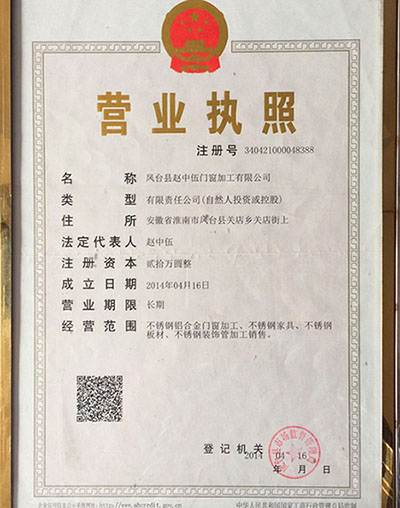 营业执照
注册号 340421000048388
名称 凤台县赵中伍门窗加工有限公司
类型 有限责任公司(自然人投资或控股)
住所 安徽省淮南市凤台县关店乡关店街上
法定代表人 赵中伍
注册资本 贰拾万圆整
成立日期 2014年04月16日
营业期限 长期
经营范围 不锈钢铝合金门窗加工、不锈钢家具、不锈钢
板材、不锈钢装饰管加工销售。
登记机关
2014 04 16
年 月 日
中华人民共和国国家工商行政管理总局监制